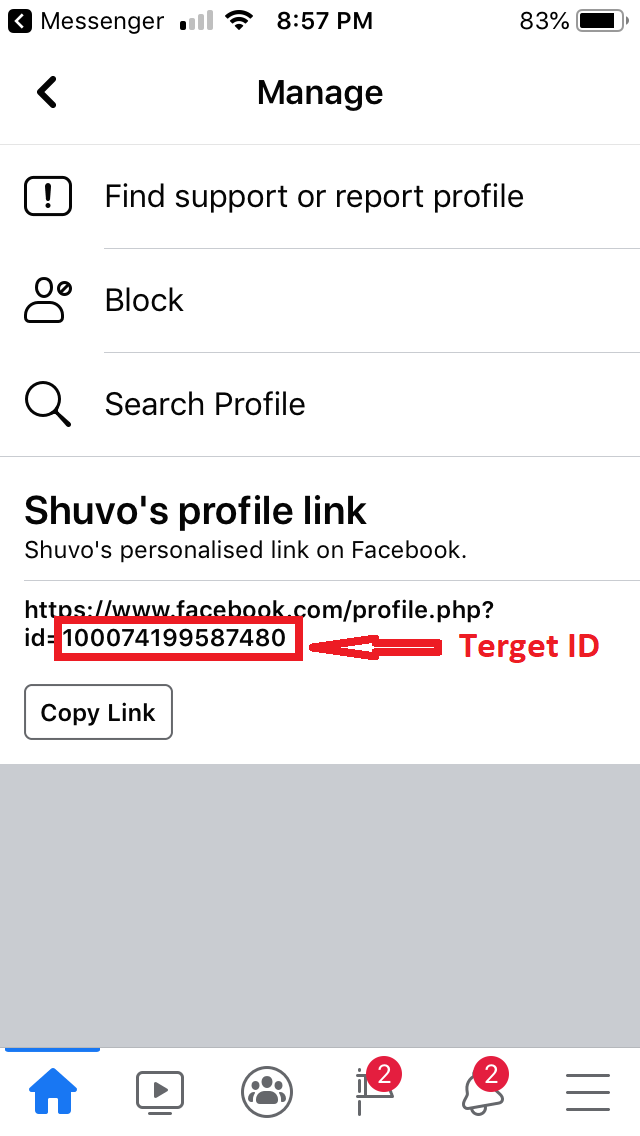 Messenger 8:57 PM 83%
Manage
Find support or report profile
Block
Search Profile
Shuvo's profile link
Shuvo's personalised link on Facebook.
https://www.facebook.com/profile.php?
id=100074199587480 Terget ID
Copy Link
2 2